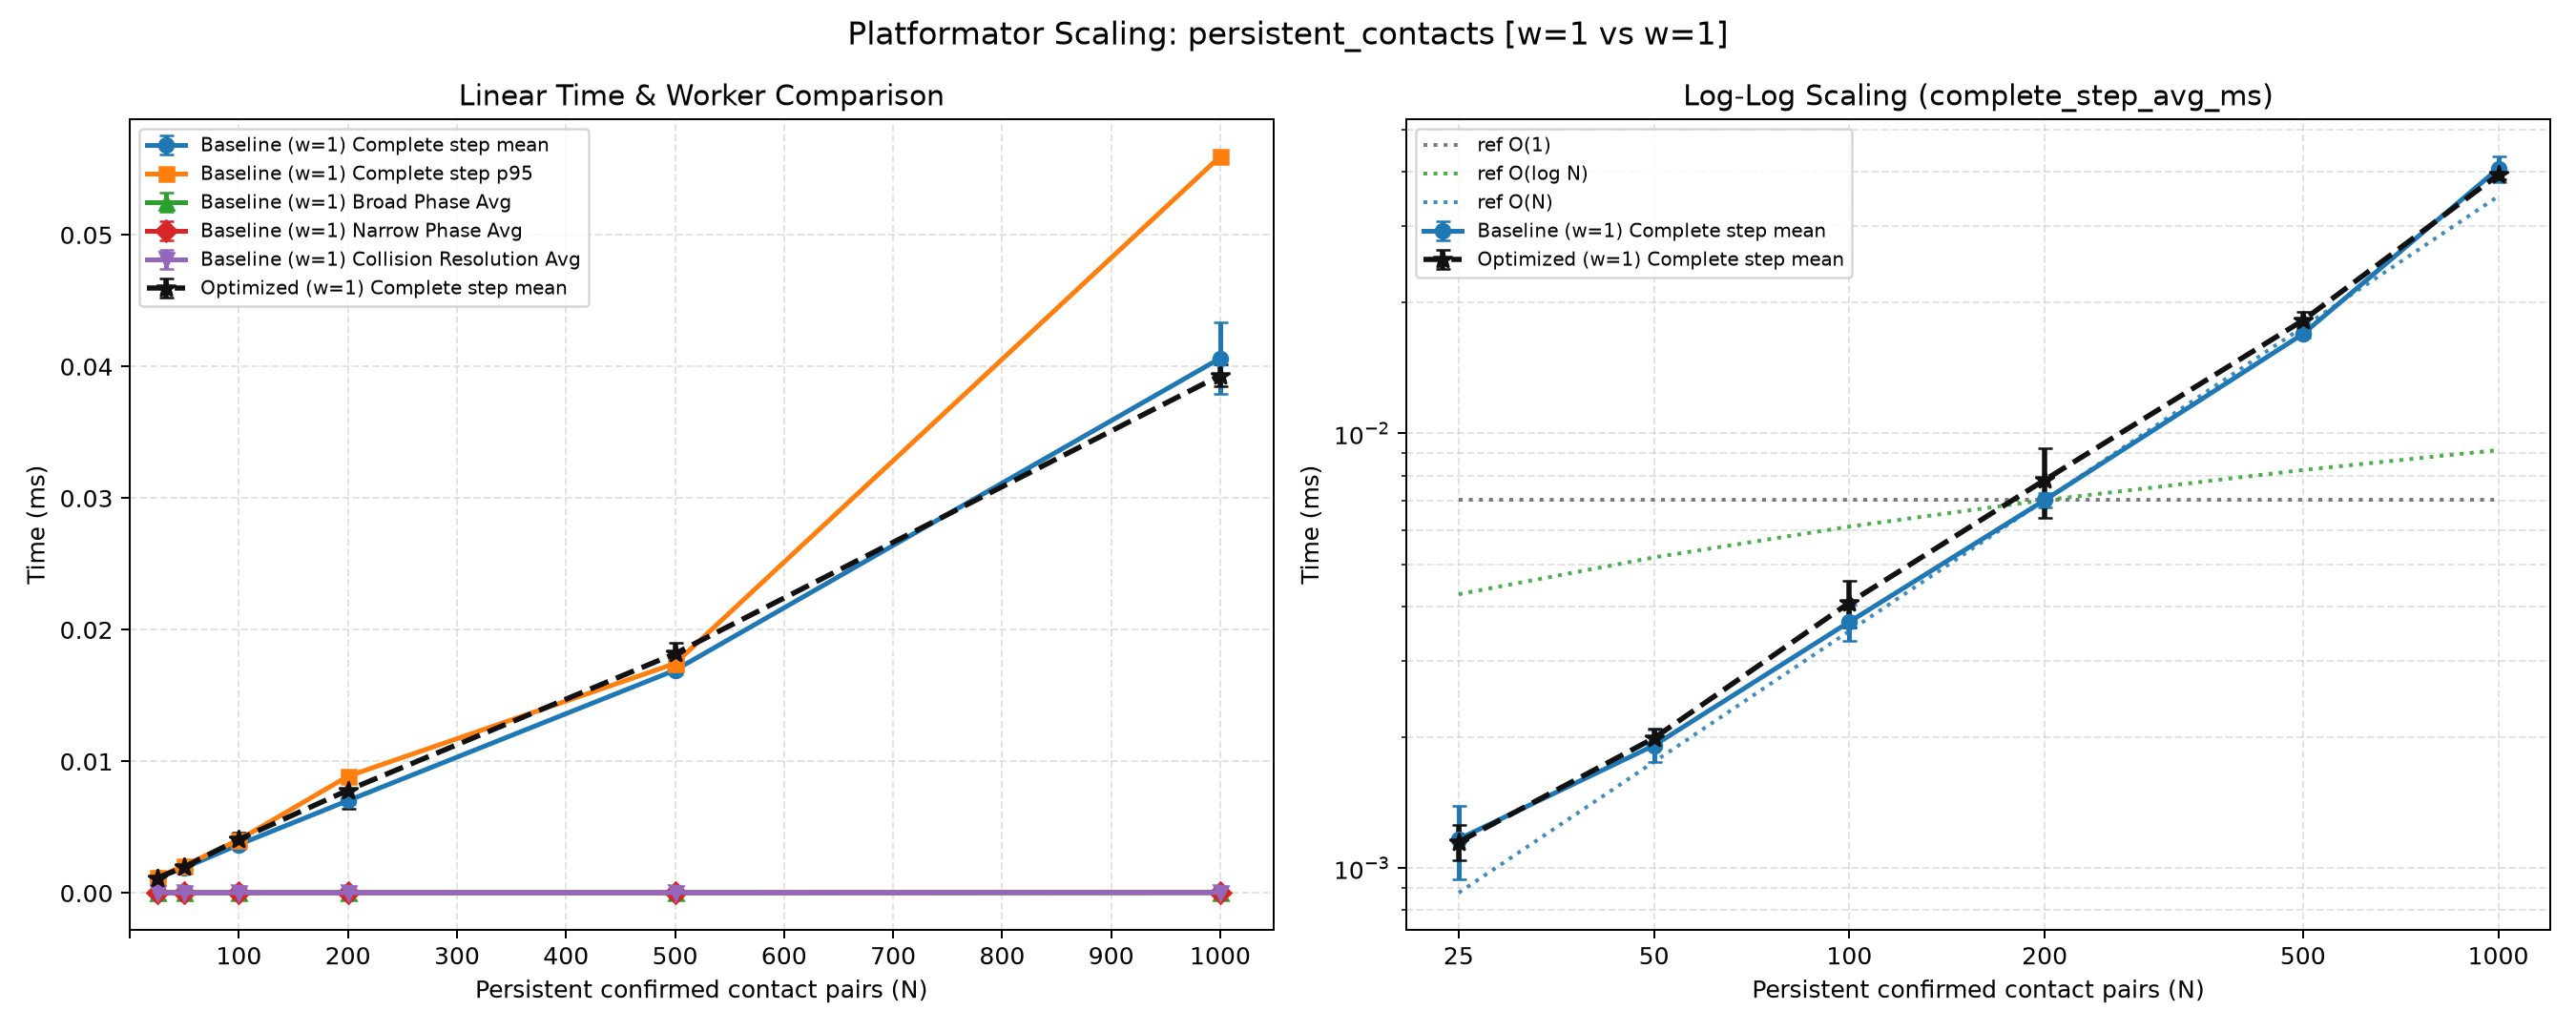 Platformator Scaling: persistent_contacts [w=1 vs w=1]
Linear Time & Worker Comparison
Baseline (w=1) Complete step mean
Baseline (w=1) Complete step p95
Baseline (w=1) Broad Phase Avg
Baseline (w=1) Narrow Phase Avg
Baseline (w=1) Collision Resolution Avg
Optimized (w=1) Complete step mean
Time (ms)
0.05
0.04
0.03
0.02
0.01
0.00
100 200 300 400 500 600 700 800 900 1000
Persistent confirmed contact pairs (N)
Log-Log Scaling (complete_step_avg_ms)
ref O(1)
ref O(log N)
ref O(N)
Baseline (w=1) Complete step mean
Optimized (w=1) Complete step mean
Time (ms)
10⁻²
10⁻³
25 50 100 200 500 1000
Persistent confirmed contact pairs (N)